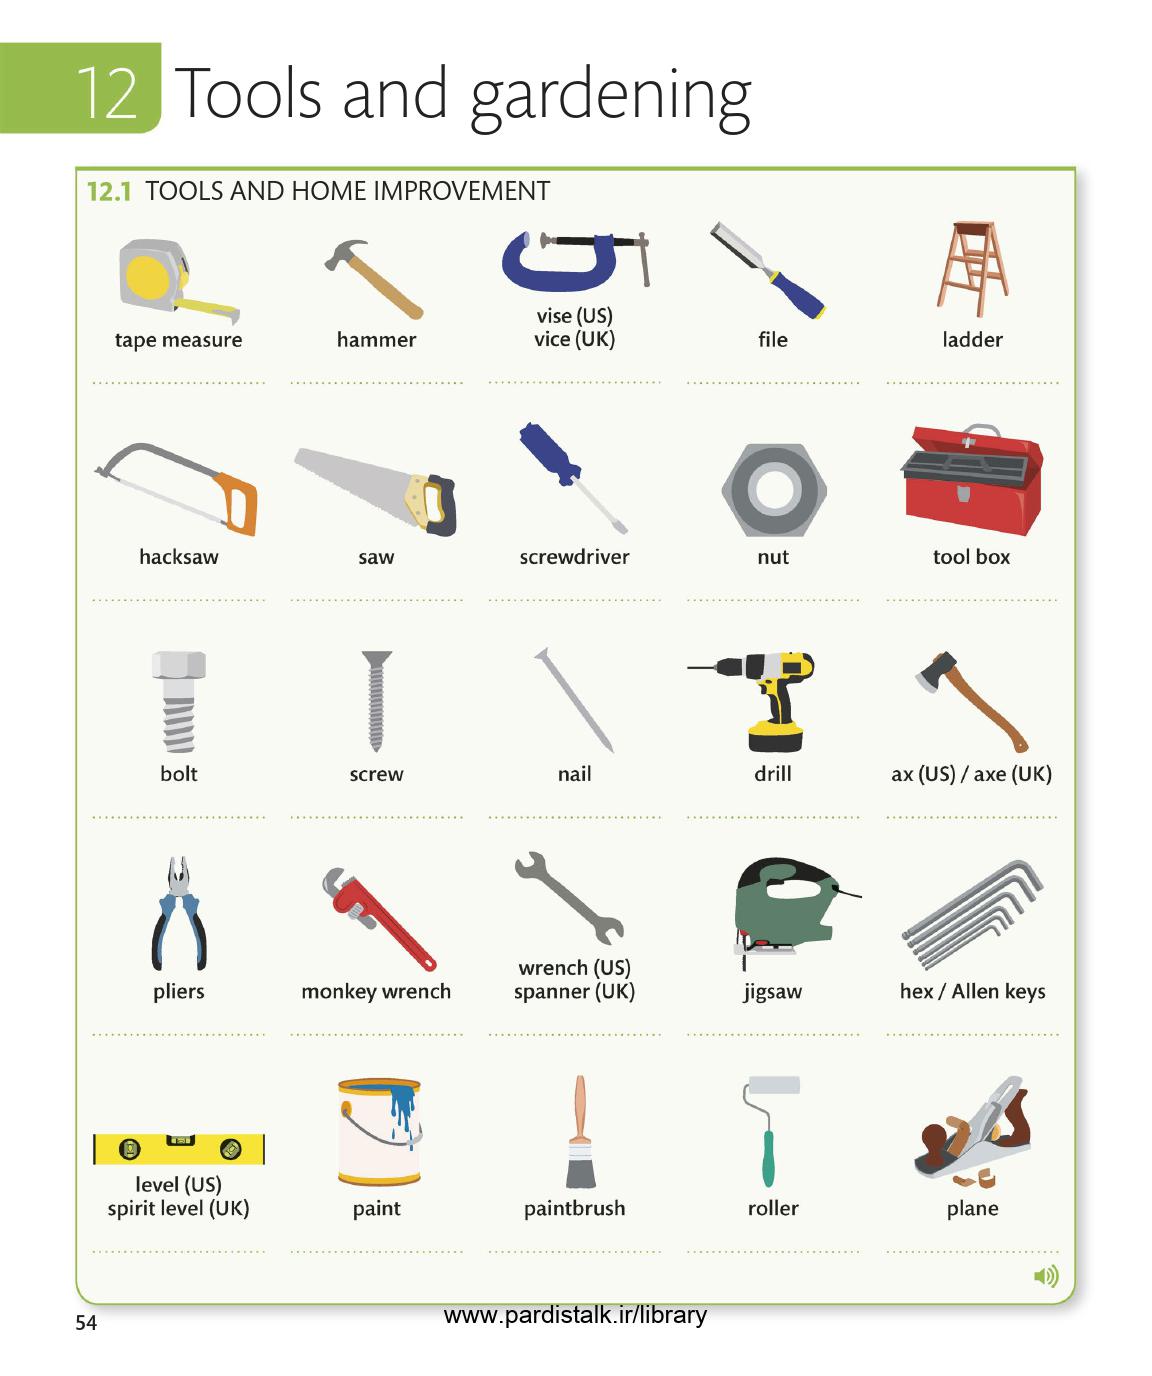 12 Tools and gardening
12.1 TOOLS AND HOME IMPROVEMENT
tape measure
hammer
vise (US)
vice (UK)
file
ladder
hacksaw
saw
screwdriver
nut
tool box
bolt
screw
nail
drill
ax (US) / axe (UK)
pliers
monkey wrench
wrench (US)
spanner (UK)
jigsaw
hex / Allen keys
level (US)
spirit level (UK)
paint
paintbrush
roller
plane
54
www.pardistalk.ir/library